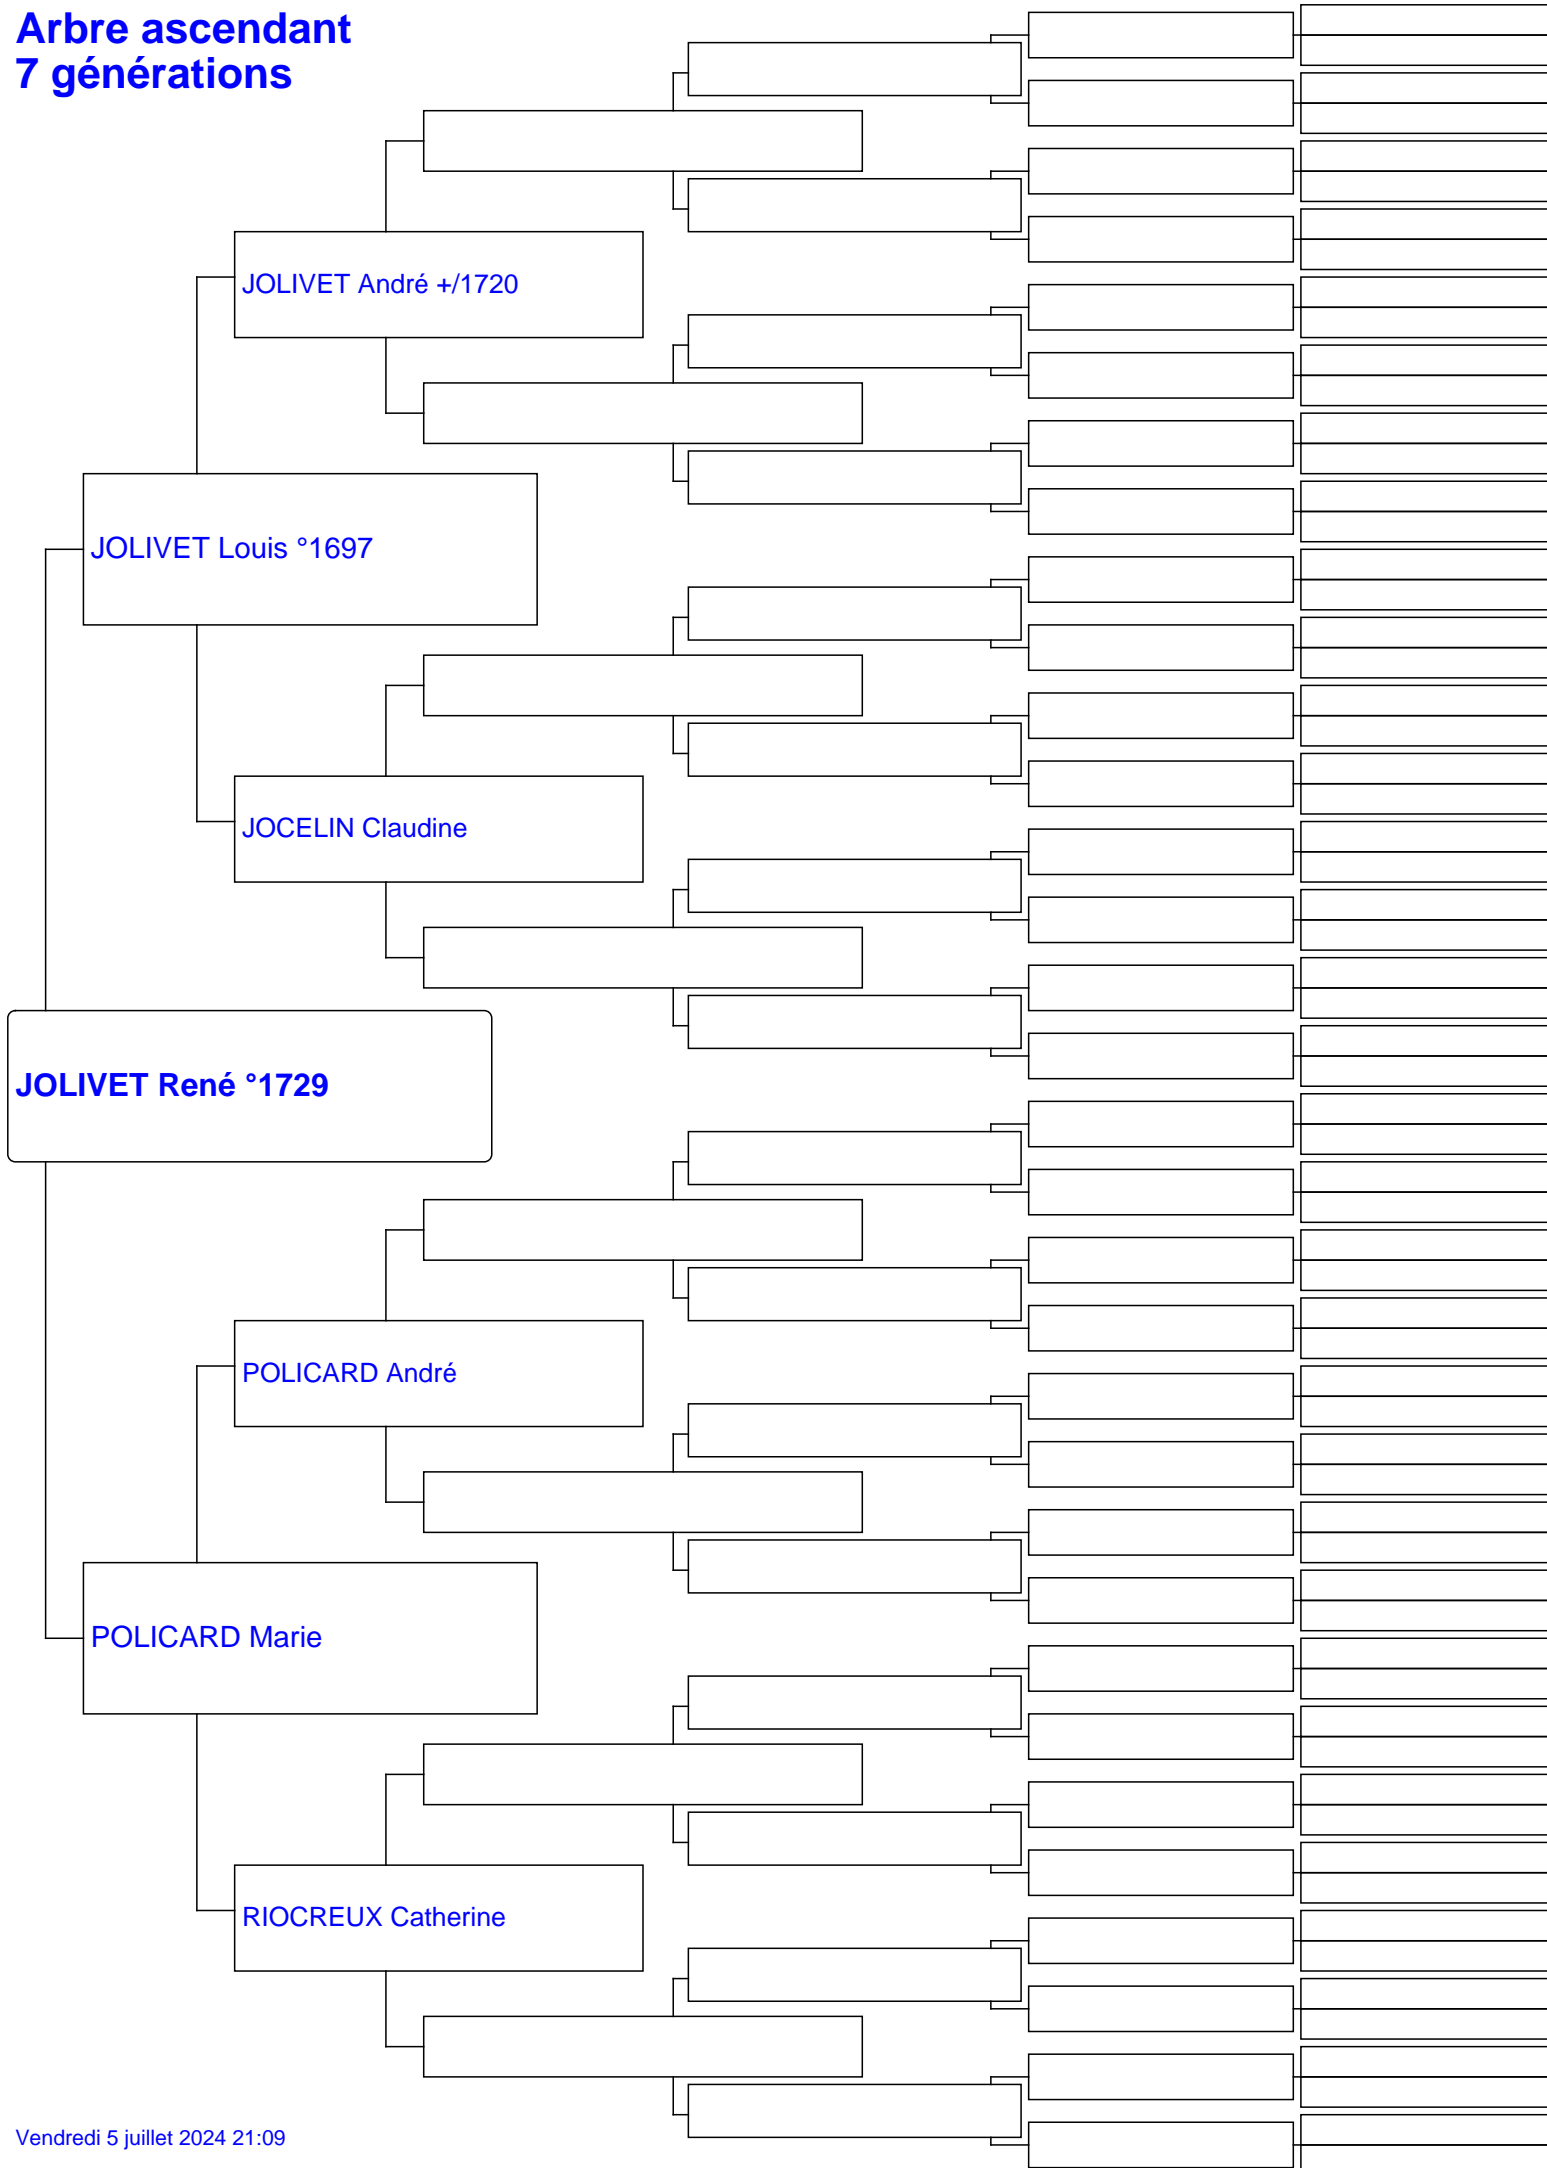 Arbre ascendant
7 générations
JOLIVET André +/1720
JOLIVET Louis °1697
JOCELIN Claudine
JOLIVET René °1729
POLICARD André
POLICARD Marie
RIOCREUX Catherine
Vendredi 5 juillet 2024 21:09